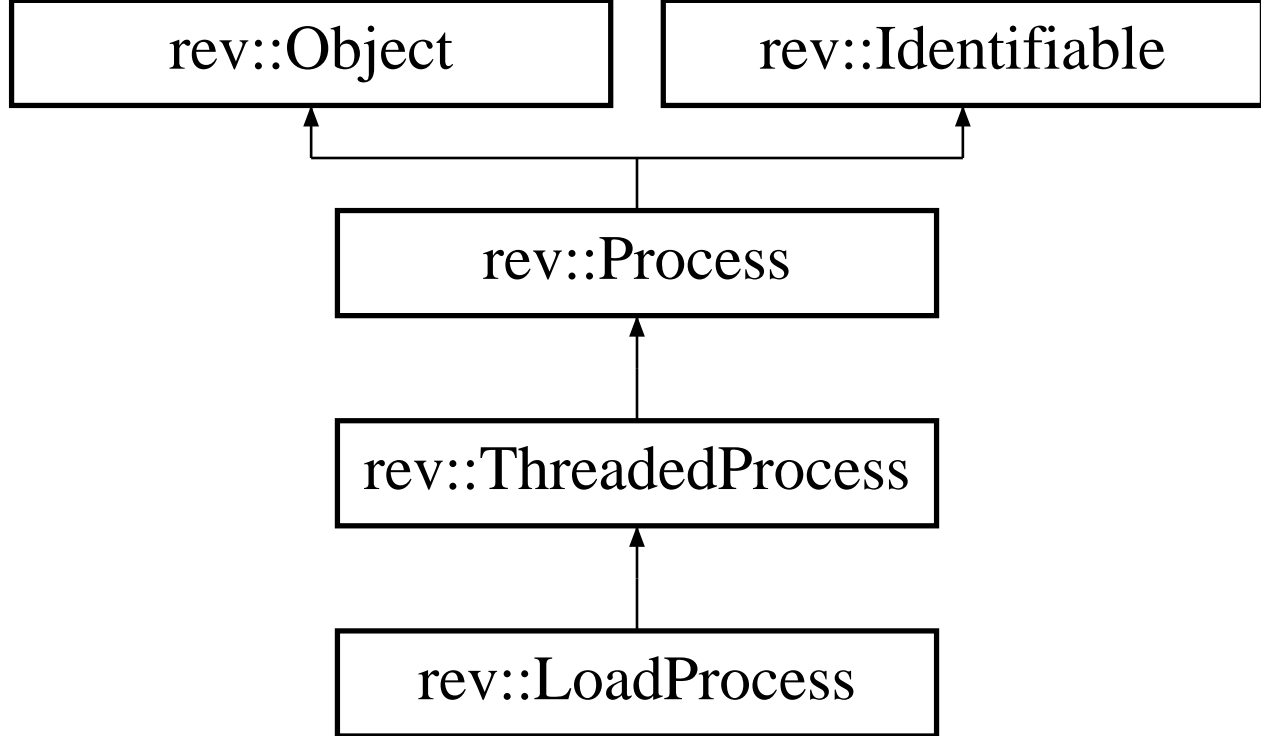 rev::Object
rev::Identifiable
rev::Process
rev::ThreadedProcess
rev::LoadProcess